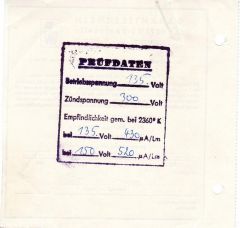 PRÜFDATEN
Betriebsspannung 135 Volt
Zündspannung 300 Volt
Empfindlichkeit gem. bei 2360° K
bei 135 Volt 430 µA/Lm
bei 150 Volt 520 µA/Lm